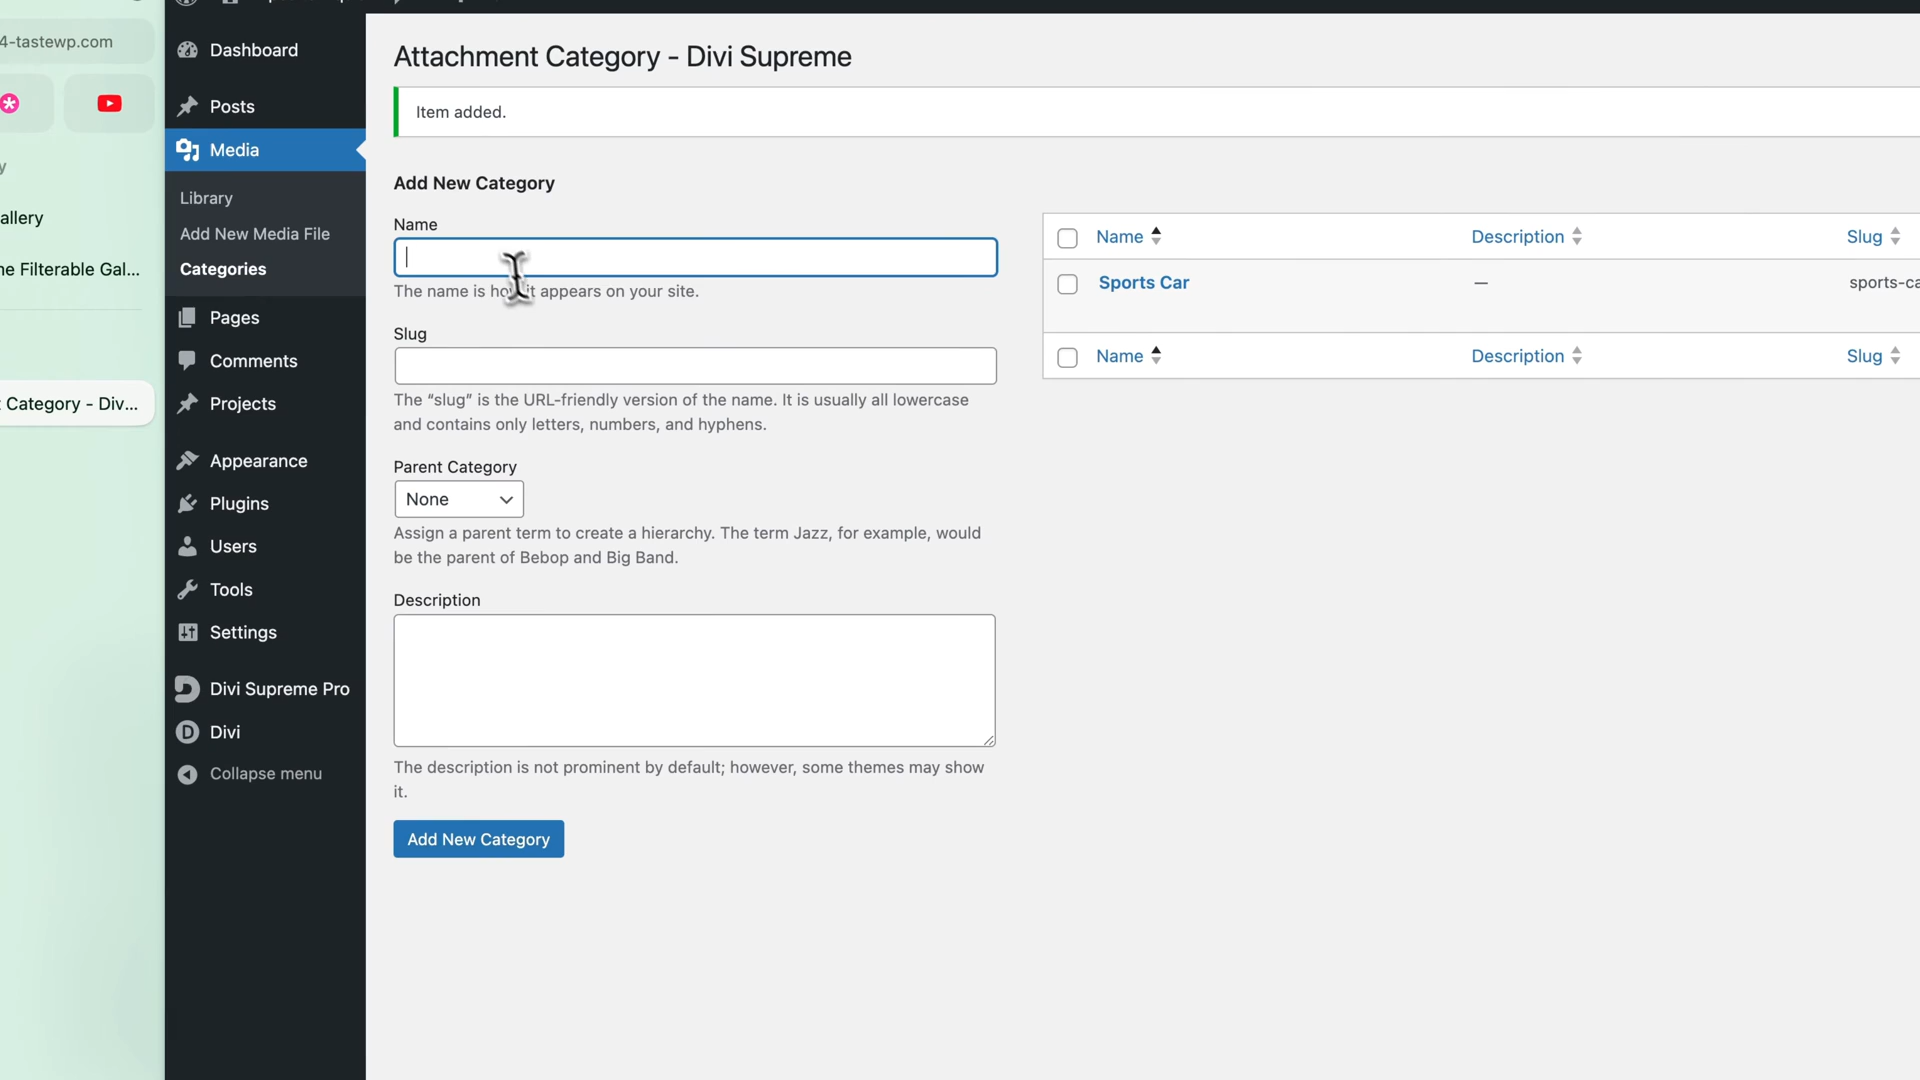 4-tastewp.com
y
allery
ne Filterable Gal...
t Category - Div...
Dashboard
Posts
Media
Library
Add New Media File
Categories
Pages
Comments
Projects
Appearance
Plugins
Users
Tools
Settings
Divi Supreme Pro
Divi
Collapse menu
Attachment Category - Divi Supreme
Item added.
Add New Category
Name
The name is how it appears on your site.
Slug
The “slug” is the URL-friendly version of the name. It is usually all lowercase
and contains only letters, numbers, and hyphens.
Parent Category
None
Assign a parent term to create a hierarchy. The term Jazz, for example, would
be the parent of Bebop and Big Band.
Description
The description is not prominent by default; however, some themes may show
it.
Add New Category
Name Description Slug
Sports Car — sports-ca
Name Description Slug